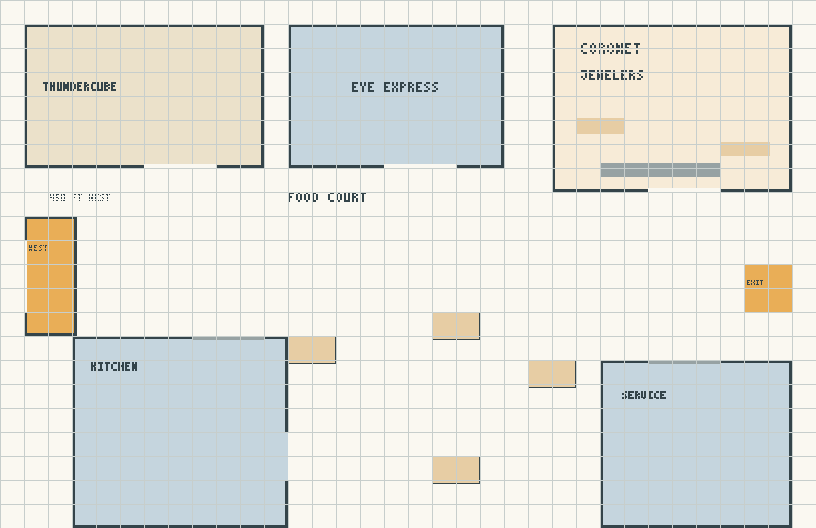 CORONET
JEWELERS
THUNDERCUBE
EYE EXPRESS
FOOD COURT
WEST
EXIT
KITCHEN
SERVICE